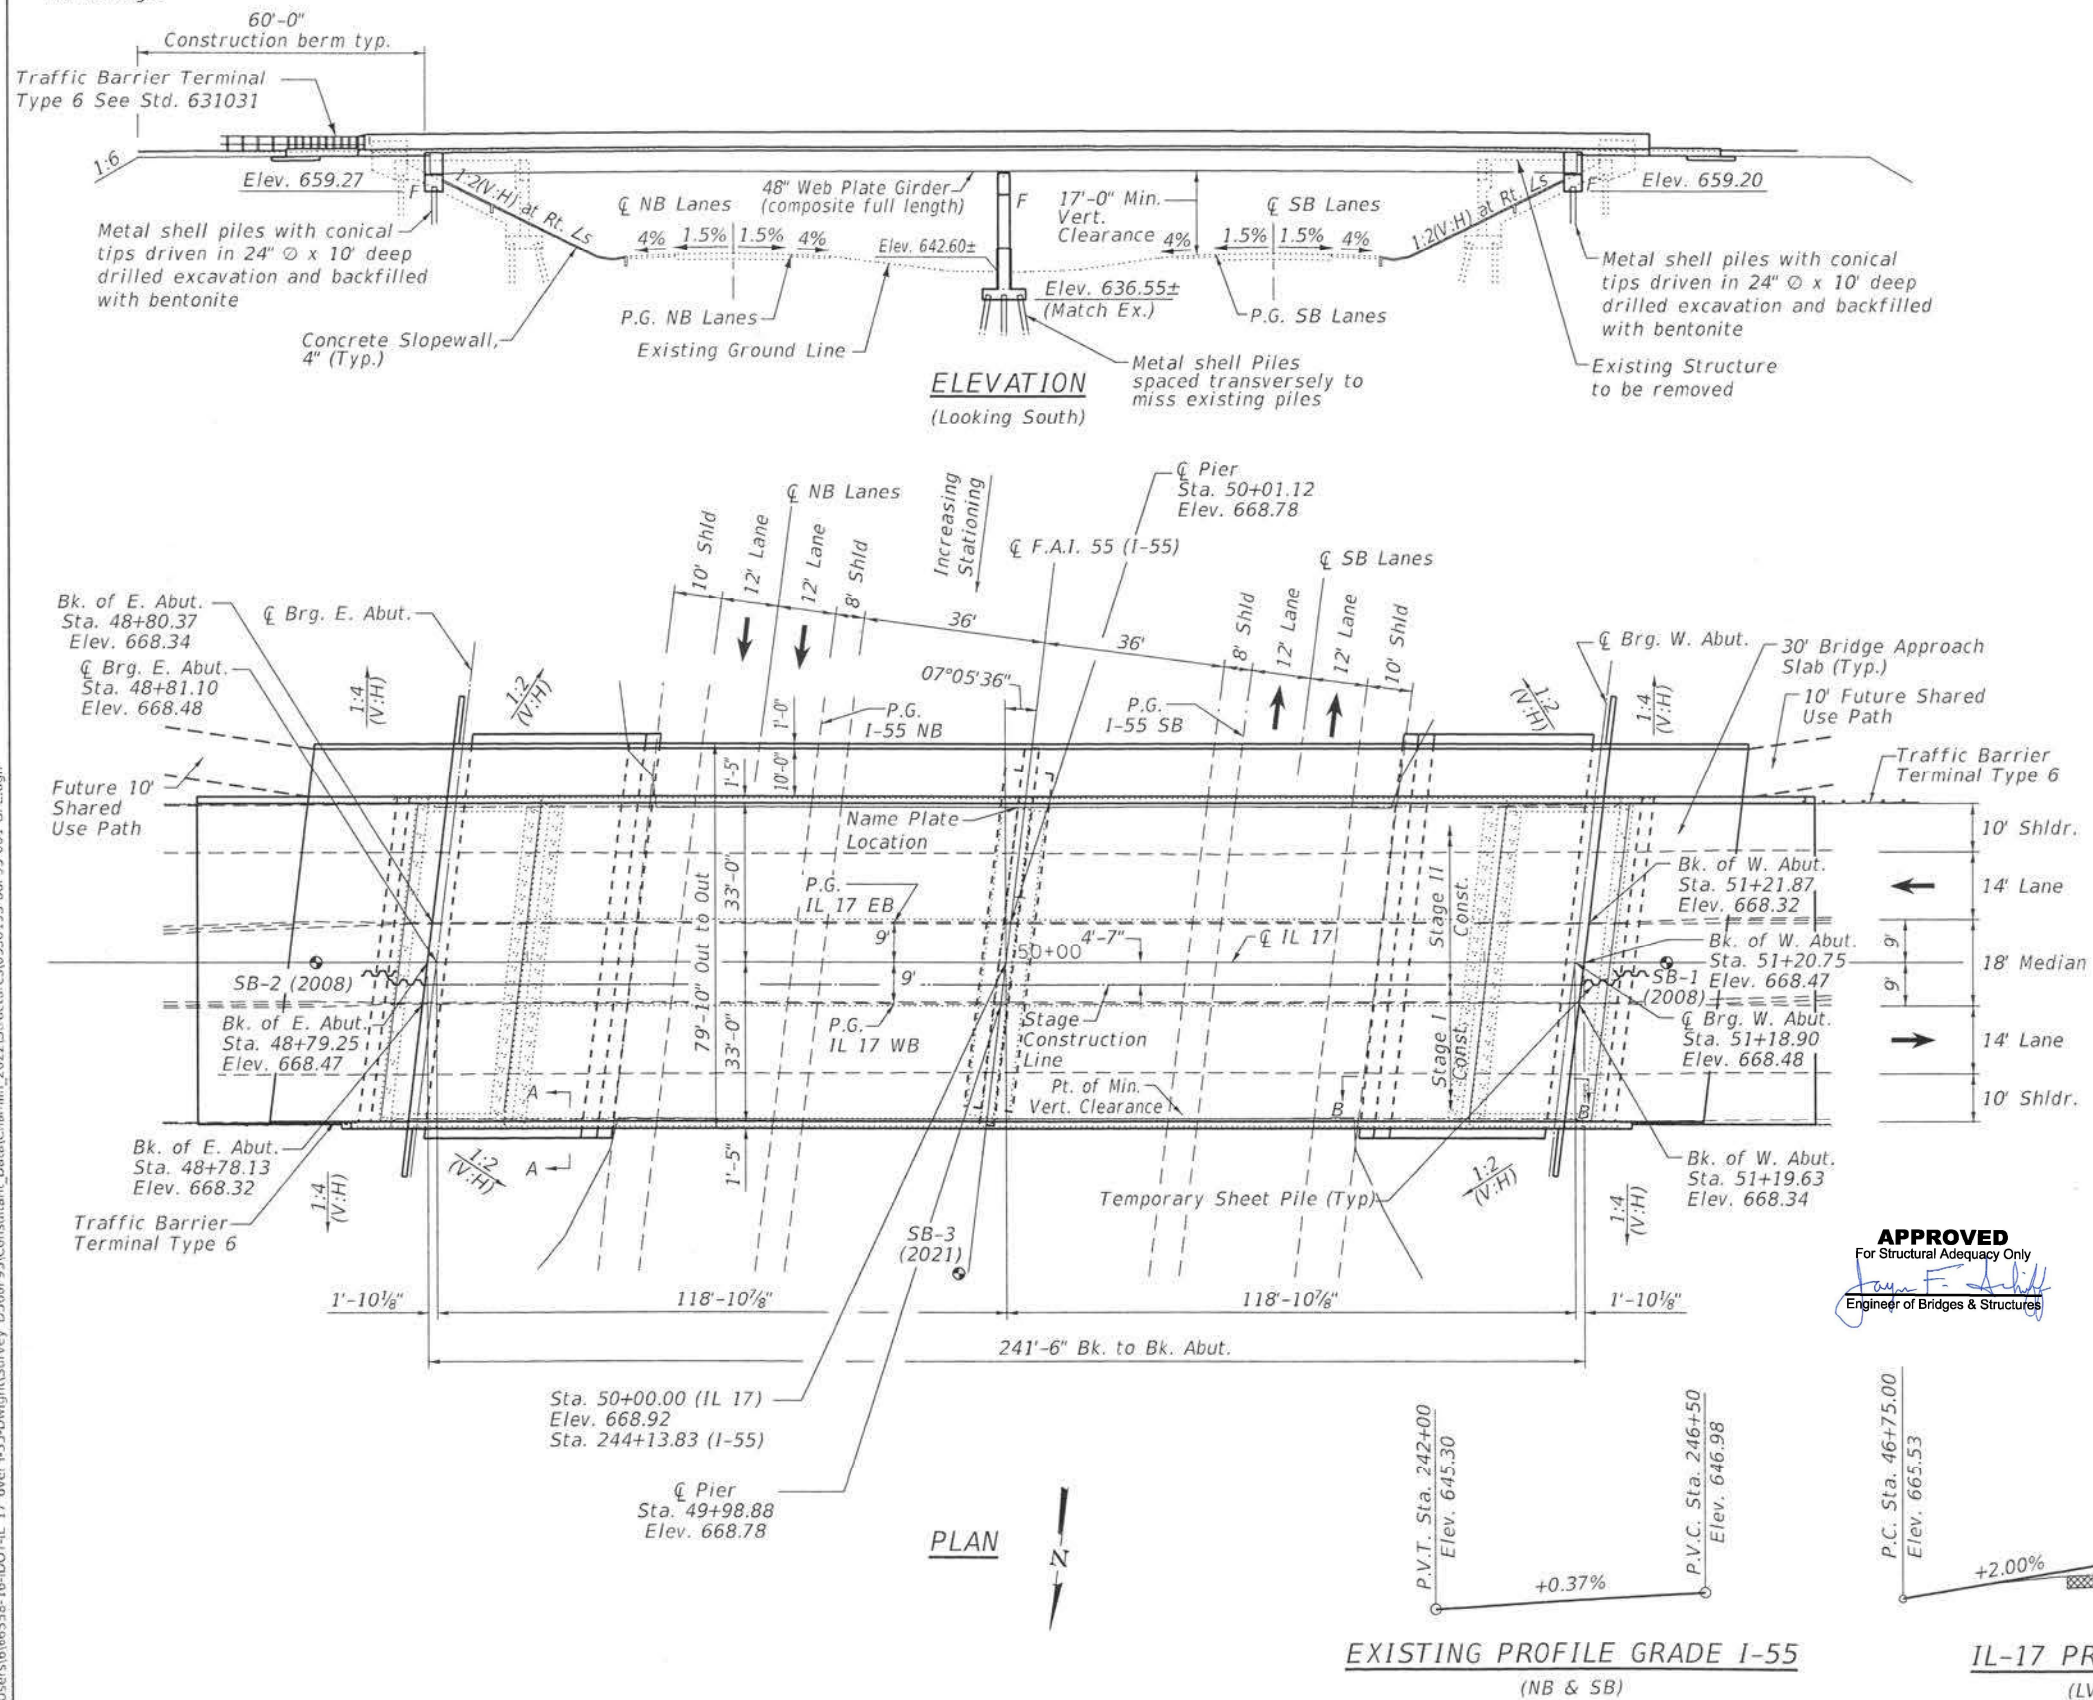 60'-0"
Construction berm typ.
Traffic Barrier Terminal
Type 6 See Std. 631031
1:6
Elev. 659.27
F
1:2(V:H) at Rt. ∠s
Metal shell piles with conical
tips driven in 24" ∅ x 10' deep
drilled excavation and backfilled
with bentonite
Concrete Slopewall,
4" (Typ.)
℄ NB Lanes
4% 1.5% 1.5% 4%
P.G. NB Lanes
Existing Ground Line
48" Web Plate Girder
(composite full length)
Elev. 642.60±
F
17'-0" Min.
Vert.
Clearance
Elev. 636.55±
(Match Ex.)
℄ SB Lanes
4% 1.5% 1.5% 4%
P.G. SB Lanes
1:2(V:H) at Rt. ∠s
F
Elev. 659.20
Metal shell piles with conical
tips driven in 24" ∅ x 10' deep
drilled excavation and backfilled
with bentonite
Metal shell Piles
spaced transversely to
miss existing piles
Existing Structure
to be removed
ELEVATION
(Looking South)
℄ Pier
Sta. 50+01.12
Elev. 668.78
℄ NB Lanes
Increasing
Stationing
℄ F.A.I. 55 (I-55)
℄ SB Lanes
10' Shld
12' Lane
12' Lane
8' Shld
36'
36'
8' Shld
12' Lane
12' Lane
10' Shld
Bk. of E. Abut.
Sta. 48+80.37
Elev. 668.34
℄ Brg. E. Abut.
℄ Brg. E. Abut.
Sta. 48+81.10
Elev. 668.48
1:4
(V:H)
1:2
(V:H)
07°05'36"
P.G.
I-55 NB
P.G.
I-55 SB
1'-0"
10'-0"
1'-5"
℄ Brg. W. Abut.
30' Bridge Approach
Slab (Typ.)
10' Future Shared
Use Path
1:2
(V:H)
1:4
(V:H)
Traffic Barrier
Terminal Type 6
Future 10'
Shared
Use Path
Name Plate
Location
P.G.
IL 17 EB
9'
9'
P.G.
IL 17 WB
79'-10" Out to Out
33'-0"
33'-0"
1'-5"
50+00
4'-7"
℄ IL 17
Stage
Construction
Line
Stage II
Const.
Stage I
Const.
Pt. of Min.
Vert. Clearance
Bk. of W. Abut.
Sta. 51+21.87
Elev. 668.32
Bk. of W. Abut.
Sta. 51+20.75
Elev. 668.47
SB-1
(2008)
℄ Brg. W. Abut.
Sta. 51+18.90
Elev. 668.48
Bk. of W. Abut.
Sta. 51+19.63
Elev. 668.34
10' Shldr.
14' Lane
9'
18' Median
9'
14' Lane
10' Shldr.
SB-2 (2008)
Bk. of E. Abut.
Sta. 48+79.25
Elev. 668.47
Bk. of E. Abut.
Sta. 48+78.13
Elev. 668.32
Traffic Barrier
Terminal Type 6
1:4
(V:H)
1:2
(V:H)
A
A
B
B
SB-3
(2021)
Temporary Sheet Pile (Typ)
1:2
(V:H)
1:4
(V:H)
APPROVED
For Structural Adequacy Only
Engineer of Bridges & Structures
1'-10⅛"
118'-10⅞"
118'-10⅞"
1'-10⅛"
241'-6" Bk. to Bk. Abut.
Sta. 50+00.00 (IL 17)
Elev. 668.92
Sta. 244+13.83 (I-55)
℄ Pier
Sta. 49+98.88
Elev. 668.78
PLAN
N
P.V.T. Sta. 242+00
Elev. 645.30
+0.37%
P.V.C. Sta. 246+50
Elev. 646.98
EXISTING PROFILE GRADE I-55
(NB & SB)
P.C. Sta. 46+75.00
Elev. 665.53
+2.00%
IL-17 PR